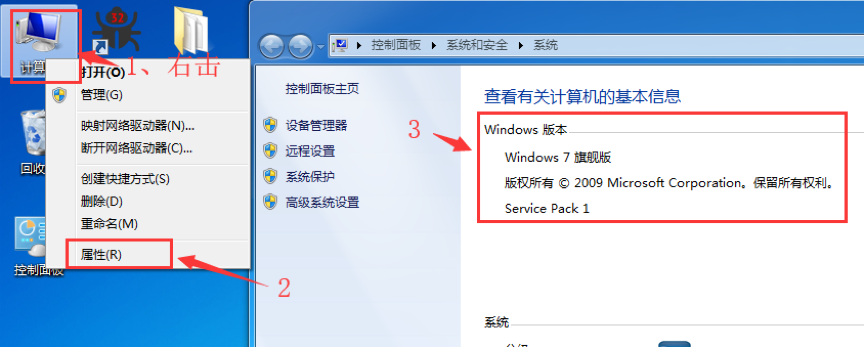 32
计算
1、右击
打开(O)
管理(G)
映射网络驱动器(N)...
断开网络驱动器(C)...
创建快捷方式(S)
删除(D)
重命名(M)
属性(R)
2
回收
控制面板
控制面板 系统和安全 系统
控制面板主页
设备管理器
远程设置
系统保护
高级系统设置
查看有关计算机的基本信息
3
Windows 版本
Windows 7 旗舰版
版权所有 © 2009 Microsoft Corporation。保留所有权利。
Service Pack 1
系统